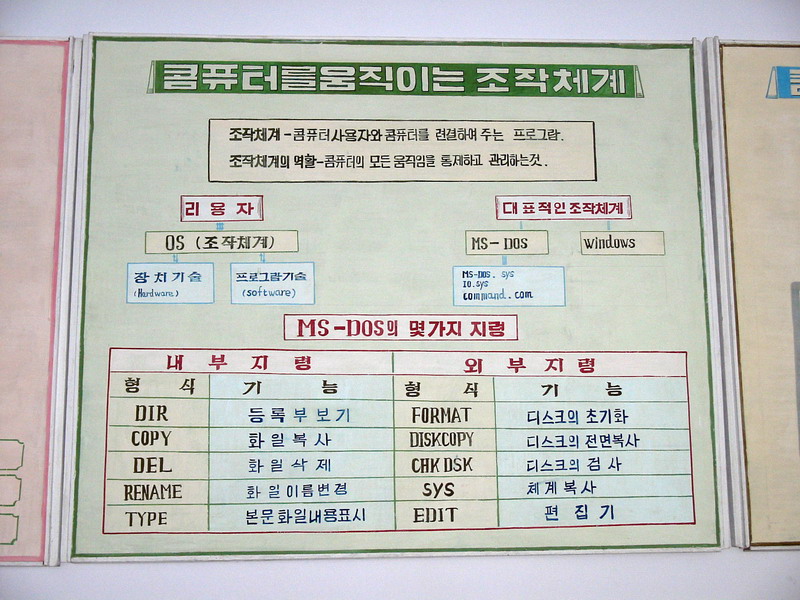 콤퓨터를움직이는 조작체계
조작체계-콤퓨터사용자와 콤퓨터를 련결하여 주는 프로그람.
조작체계의 역할-콤퓨터의 모든 움직임을 통제하고 관리하는것.
리용자
대표적인조작체계
OS (조작체계)
MS-DOS
Windows
장치기술
(Hardware)
프로그람기술
(software)
MS-DOS. sys
IO.sys
command.com
MS-DOS의 몇가지 지령
내부지령 외부지령
형식 기능 형식 기능
DIR 등록부보기 FORMAT 디스크의 초기화
COPY 화일복사 DISKCOPY 디스크의 전면복사
DEL 화일삭제 CHKDSK 디스크의 검사
RENAME 화일이름변경 SYS 체계복사
TYPE 본문화일내용표시 EDIT 편집기